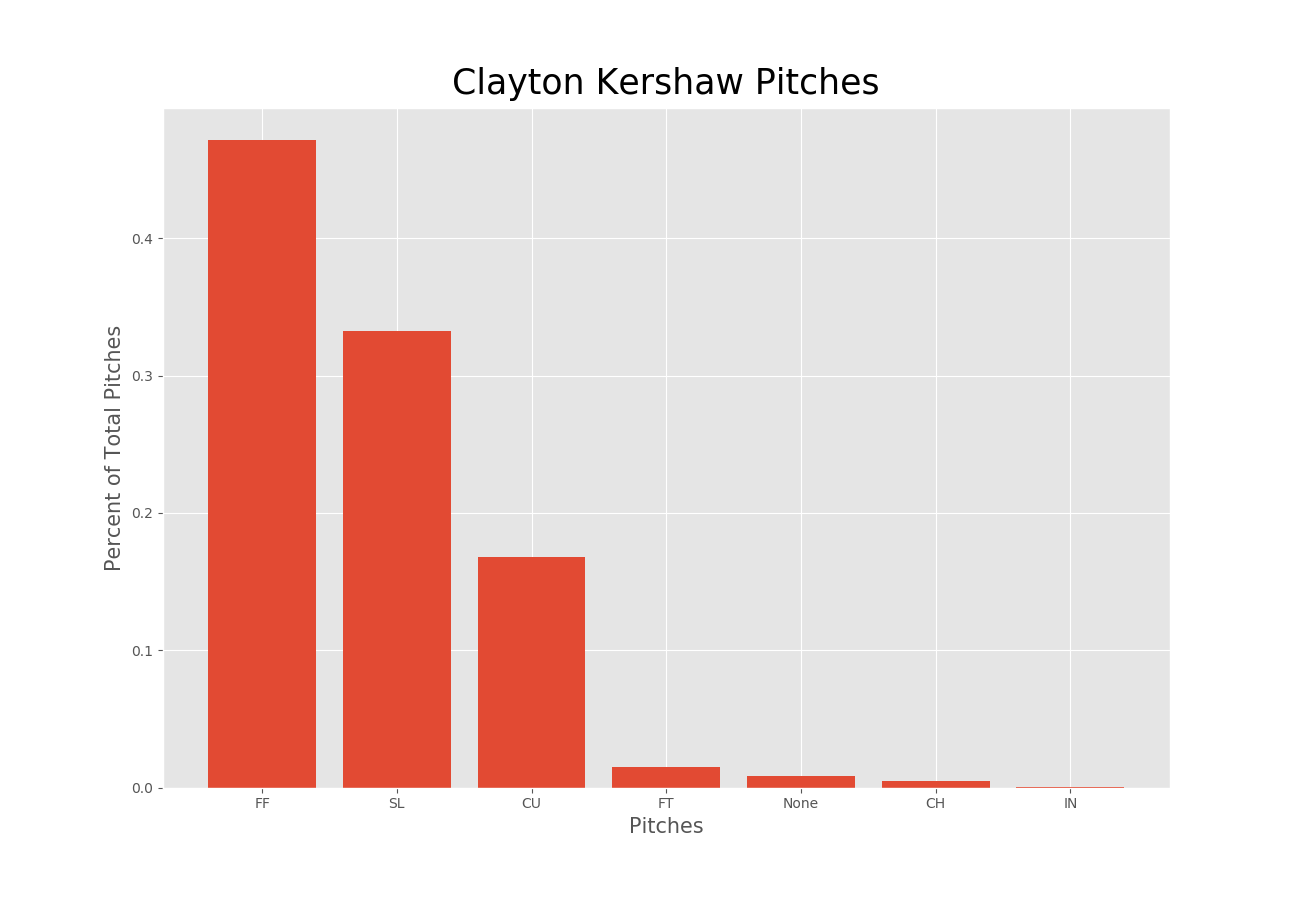 Clayton Kershaw Pitches
Percent of Total Pitches
0.4
0.3
0.2
0.1
0.0
FF SL CU FT None CH IN
Pitches